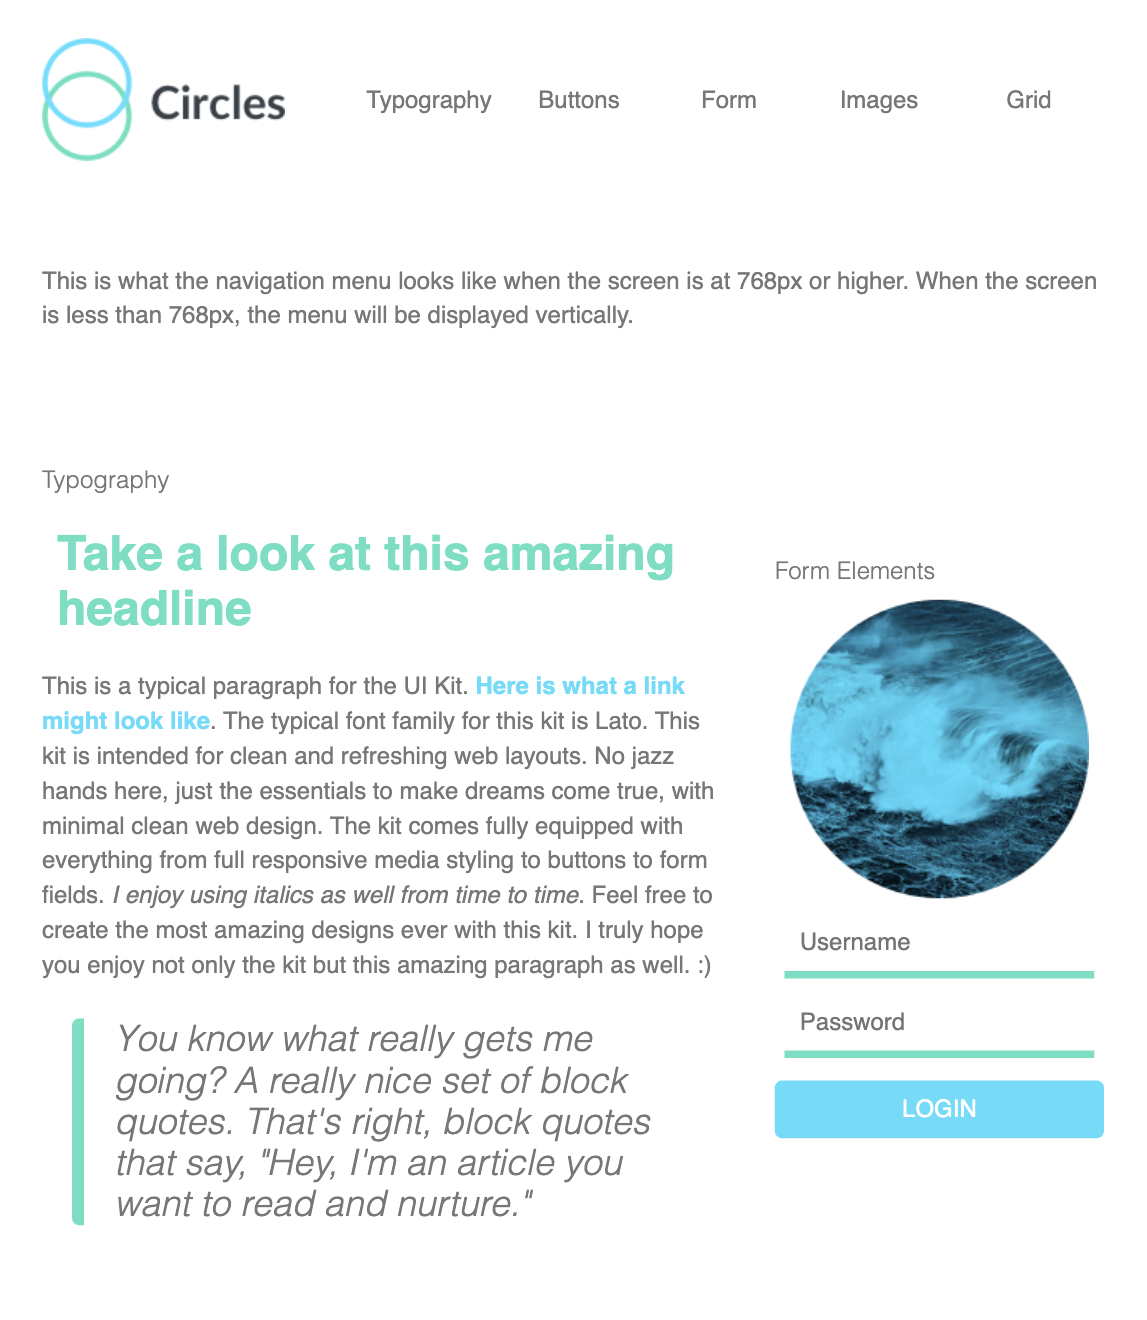 Circles
Typography
Buttons
Form
Images
Grid
This is what the navigation menu looks like when the screen is at 768px or higher. When the screen
is less than 768px, the menu will be displayed vertically.
Typography
Take a look at this amazing
headline
This is a typical paragraph for the UI Kit. Here is what a link
might look like. The typical font family for this kit is Lato. This
kit is intended for clean and refreshing web layouts. No jazz
hands here, just the essentials to make dreams come true, with
minimal clean web design. The kit comes fully equipped with
everything from full responsive media styling to buttons to form
fields. I enjoy using italics as well from time to time. Feel free to
create the most amazing designs ever with this kit. I truly hope
you enjoy not only the kit but this amazing paragraph as well. :)
You know what really gets me
going? A really nice set of block
quotes. That's right, block quotes
that say, "Hey, I'm an article you
want to read and nurture."
Form Elements
Username
Password
LOGIN